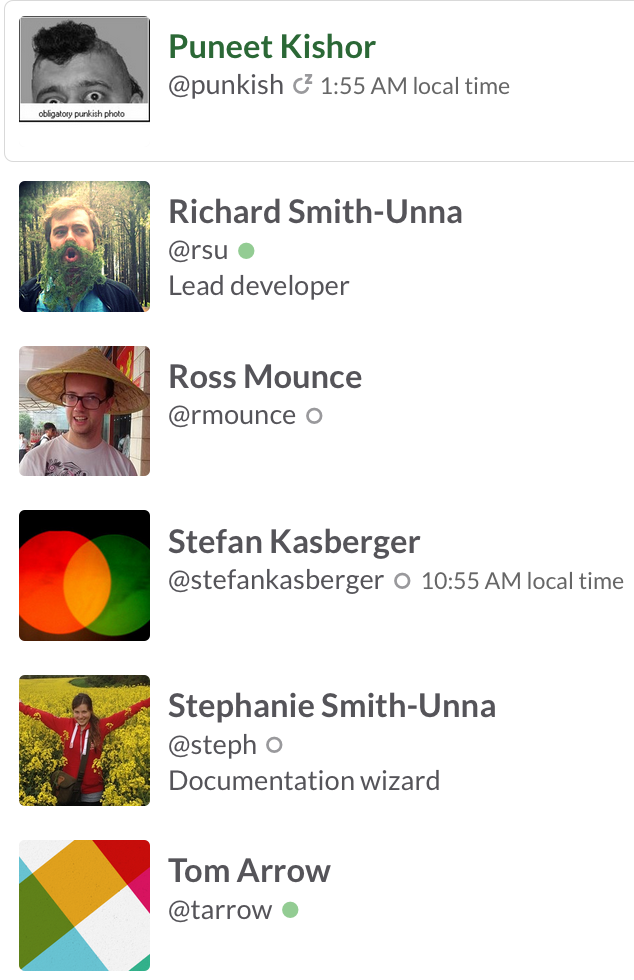 Puneet Kishor
@punkish 1:55 AM local time
obligatory punkish photo
Richard Smith-Unna
@rsu
Lead developer
Ross Mounce
@rmounce
Stefan Kasberger
@stefankasberger 10:55 AM local time
Stephanie Smith-Unna
@steph
Documentation wizard
Tom Arrow
@tarrow